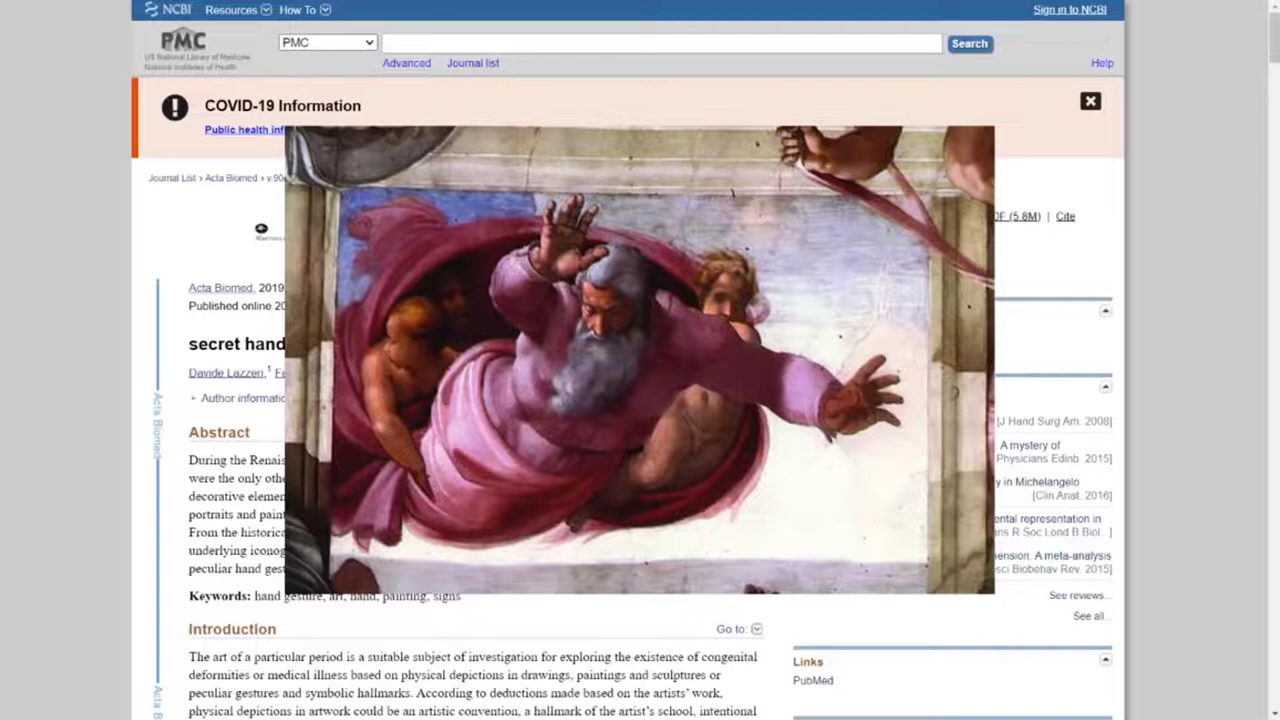 NCBI Resources How To Sign in to NCBI
PMC
US National Library of Medicine
National Institutes of Health
PMC
Search
Advanced Journal list Help
COVID-19 Information
Public health inf
Journal List > Acta Biomed > v.90
DF (5.8M) | Cite
Acta Biomed. 2019
Published online 20
secret hand
Davide Lazzeri,1 F
Author informatio
Abstract
During the Renais
were the only othe
decorative elemen
portraits and paint
From the historica
underlying iconog
peculiar hand gest
Keywords: hand gesture, art, hand, painting, signs
Introduction Go to:
The art of a particular period is a suitable subject of investigation for exploring the existence of congenital
deformities or medical illness based on physical depictions in drawings, paintings and sculptures or
peculiar gestures and symbolic hallmarks. According to deductions made based on the artists' work,
physical depictions in artwork could be an artistic convention, a hallmark of the artist's school, intentional
Acta Biomed
Acta B
[J Hand Surg Am. 2008]
A mystery of
Physicians Edinb. 2015]
y in Michelangelo
[Clin Anat. 2016]
ental representation in
ns R Soc Lond B Biol ]
ension. A meta-analysis
sci Biobehav Rev. 2015]
See reviews...
See all...
Links
PubMed